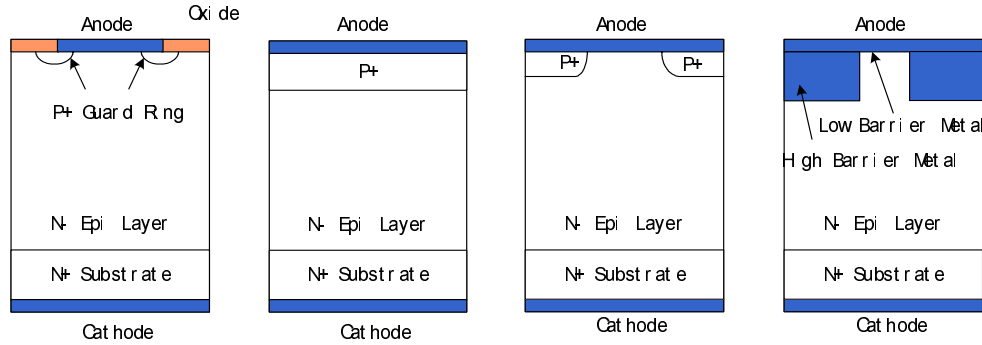 Oxide
Anode
P+ Guard Ring
N- Epi Layer
N+ Substrate
Cathode
Anode
P+
N- Epi Layer
N+ Substrate
Cathode
Anode
P+
P+
N- Epi Layer
N+ Substrate
Cathode
Anode
Low Barrier Metal
High Barrier Metal
N- Epi Layer
N+ Substrate
Cathode